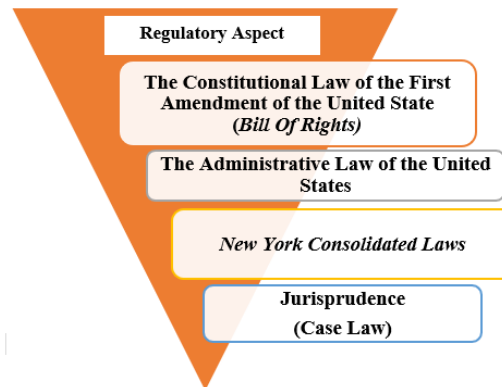 Regulatory Aspect
The Constitutional Law of the First
Amendment of the United State
(Bill Of Rights)
The Administrative Law of the United
States
New York Consolidated Laws
Jurisprudence
(Case Law)